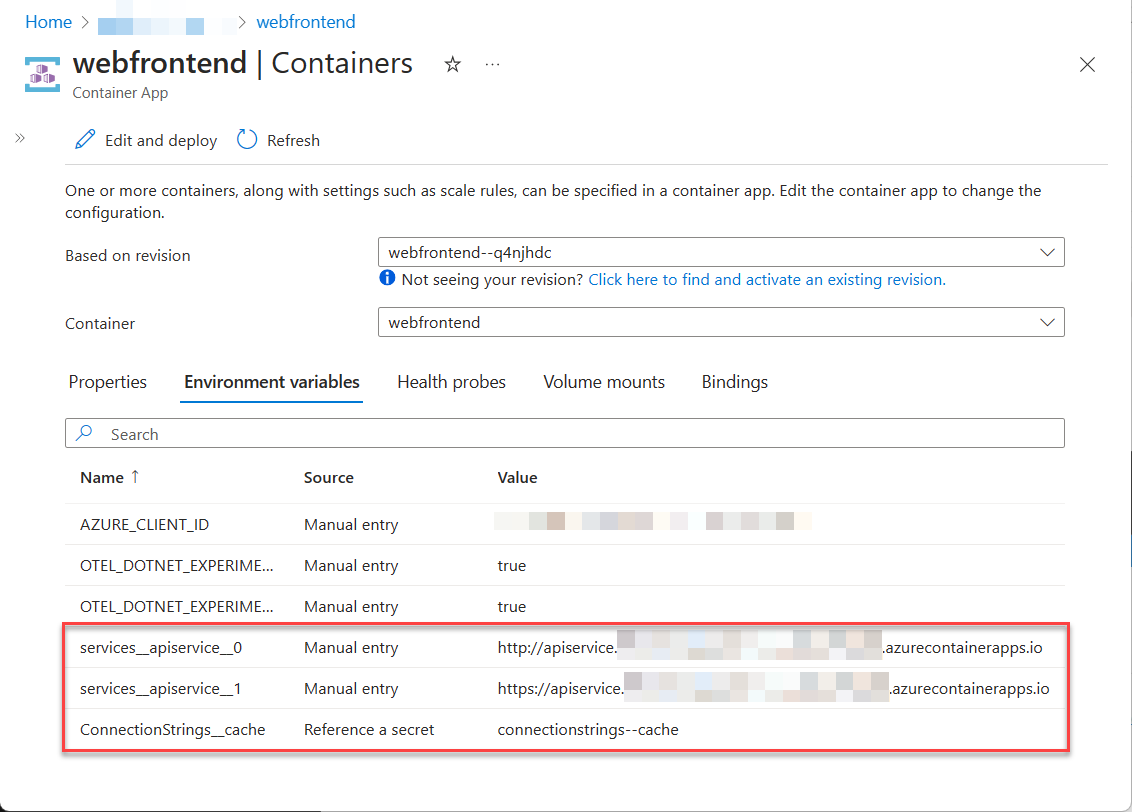 Home > > webfrontend
webfrontend | Containers ☆ ...
Container App
Edit and deploy Refresh
One or more containers, along with settings such as scale rules, can be specified in a container app. Edit the container app to change the
configuration.
Based on revision webfrontend--q4njhdc
Not seeing your revision? Click here to find and activate an existing revision.
Container webfrontend
Properties Environment variables Health probes Volume mounts Bindings
Search
Name ↑ Source Value
AZURE_CLIENT_ID Manual entry
OTEL_DOTNET_EXPERIME... Manual entry true
OTEL_DOTNET_EXPERIME... Manual entry true
services__apiservice__0 Manual entry http://apiservice. .azurecontainerapps.io
services__apiservice__1 Manual entry https://apiservice. .azurecontainerapps.io
ConnectionStrings__cache Reference a secret connectionstrings--cache